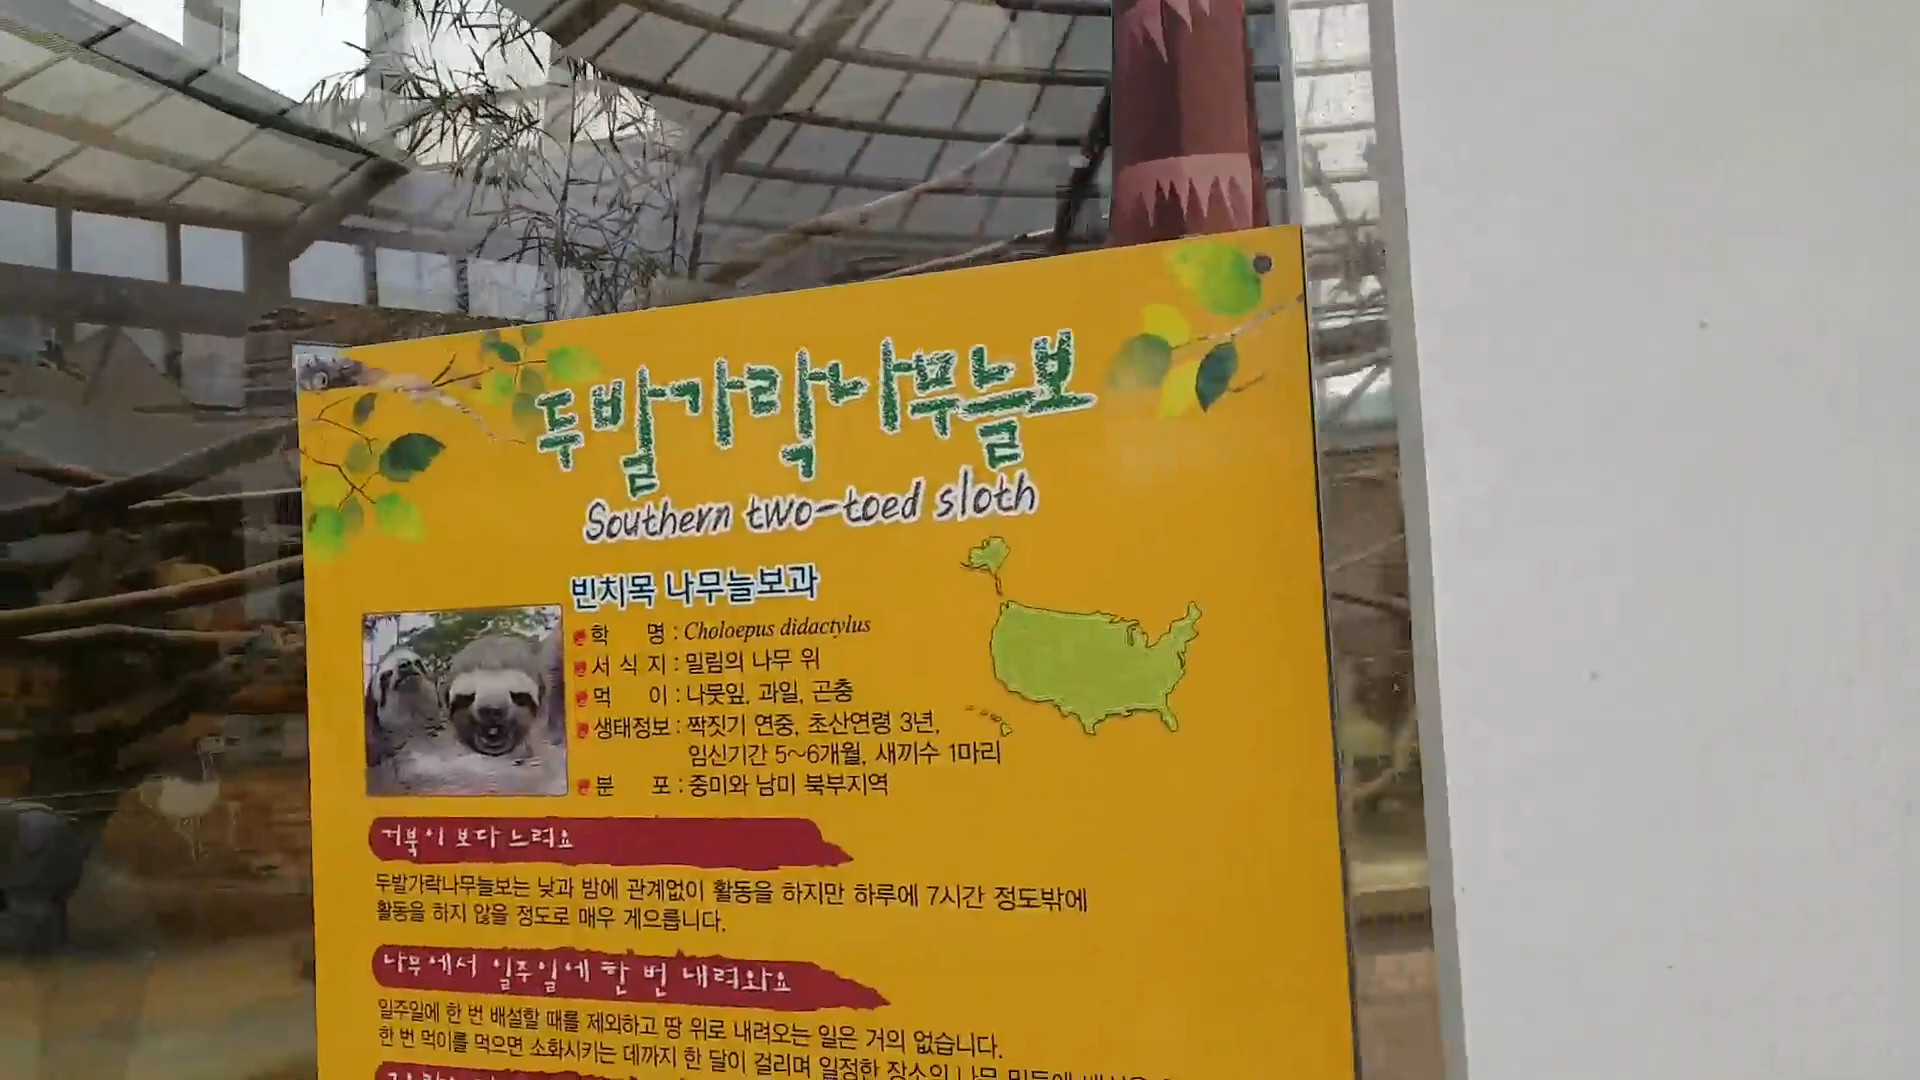 두발가락나무늘보
Southern two-toed sloth
빈치목 나무늘보과
학 명 : Choloepus didactylus
서 식 지 : 밀림의 나무 위
먹 이 : 나뭇잎, 과일, 곤충
생태정보 : 짝짓기 연중, 초산연령 3년,
임신기간 5~6개월, 새끼수 1마리
분 포 : 중미와 남미 북부지역
거북이 보다 느려요
두발가락나무늘보는 낮과 밤에 관계없이 활동을 하지만 하루에 7시간 정도밖에
활동을 하지 않을 정도로 매우 게으릅니다.
나무에서 일주일에 한 번 내려와요
일주일에 한 번 배설할 때를 제외하고 땅 위로 내려오는 일은 거의 없습니다.
한 번 먹이를 먹으면 소화시키는 데까지 한 달이 걸리며 일정한 장소의 나무